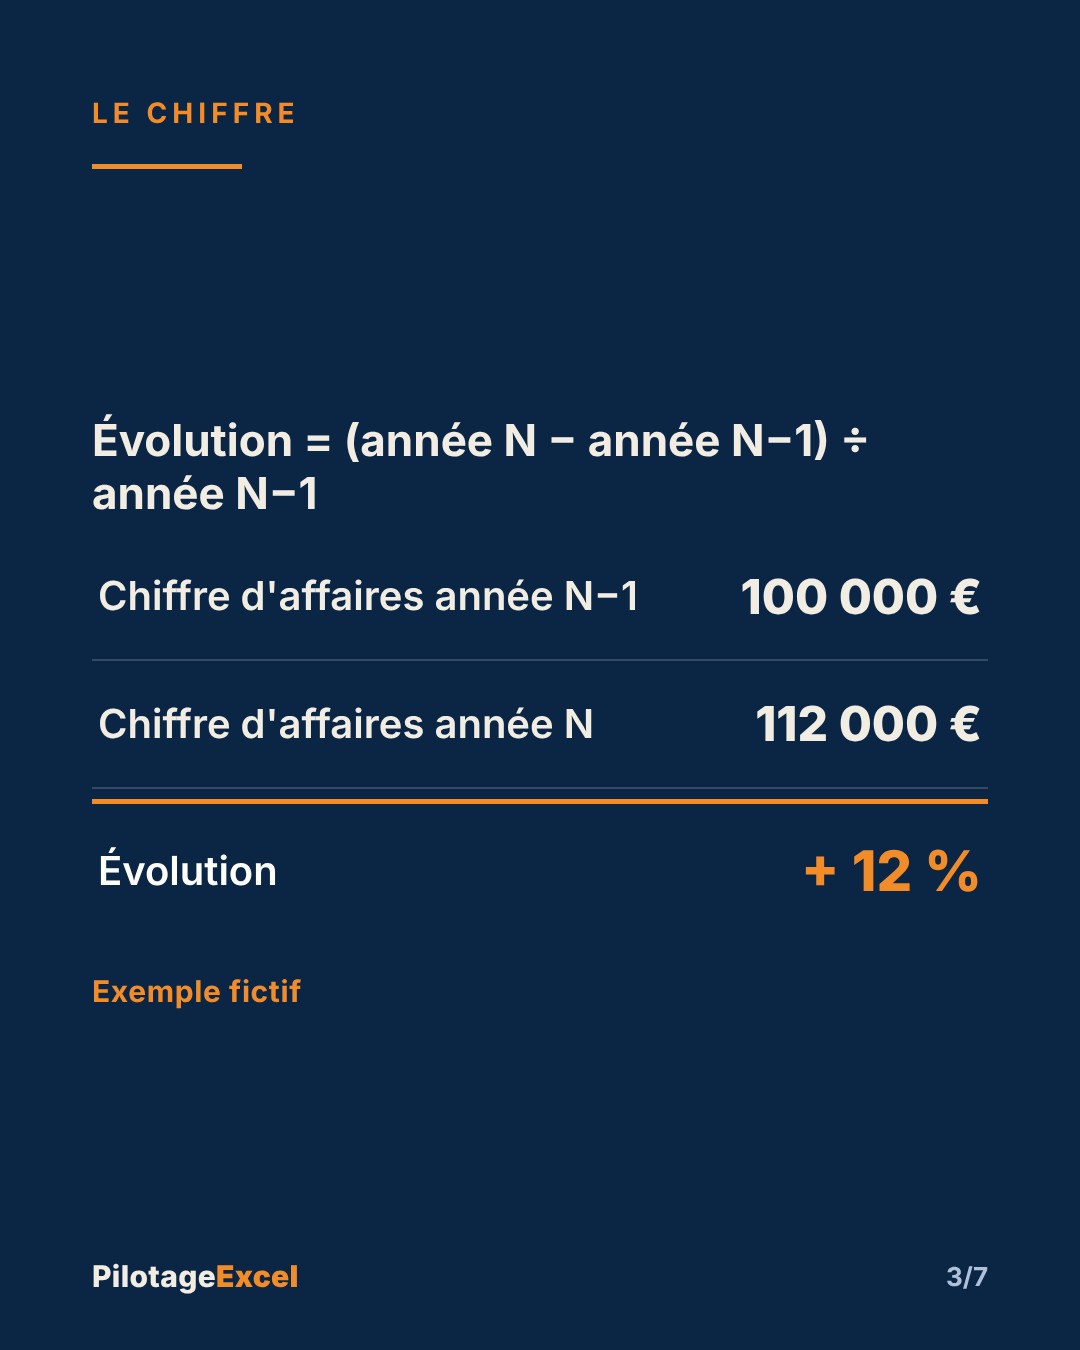 LE CHIFFRE
Évolution = (année N − année N−1) ÷
année N−1
Chiffre d'affaires année N−1 100 000 €
Chiffre d'affaires année N 112 000 €
Évolution + 12 %
Exemple fictif
PilotageExcel 3/7